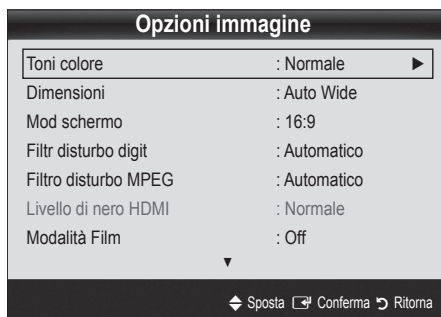 Opzioni immagine
Toni colore : Normale ▶
Dimensioni : Auto Wide
Mod schermo : 16:9
Filtr disturbo digit : Automatico
Filtro disturbo MPEG : Automatico
Livello di nero HDMI : Normale
Modalità Film : Off
▼
Sposta Conferma Ritorna